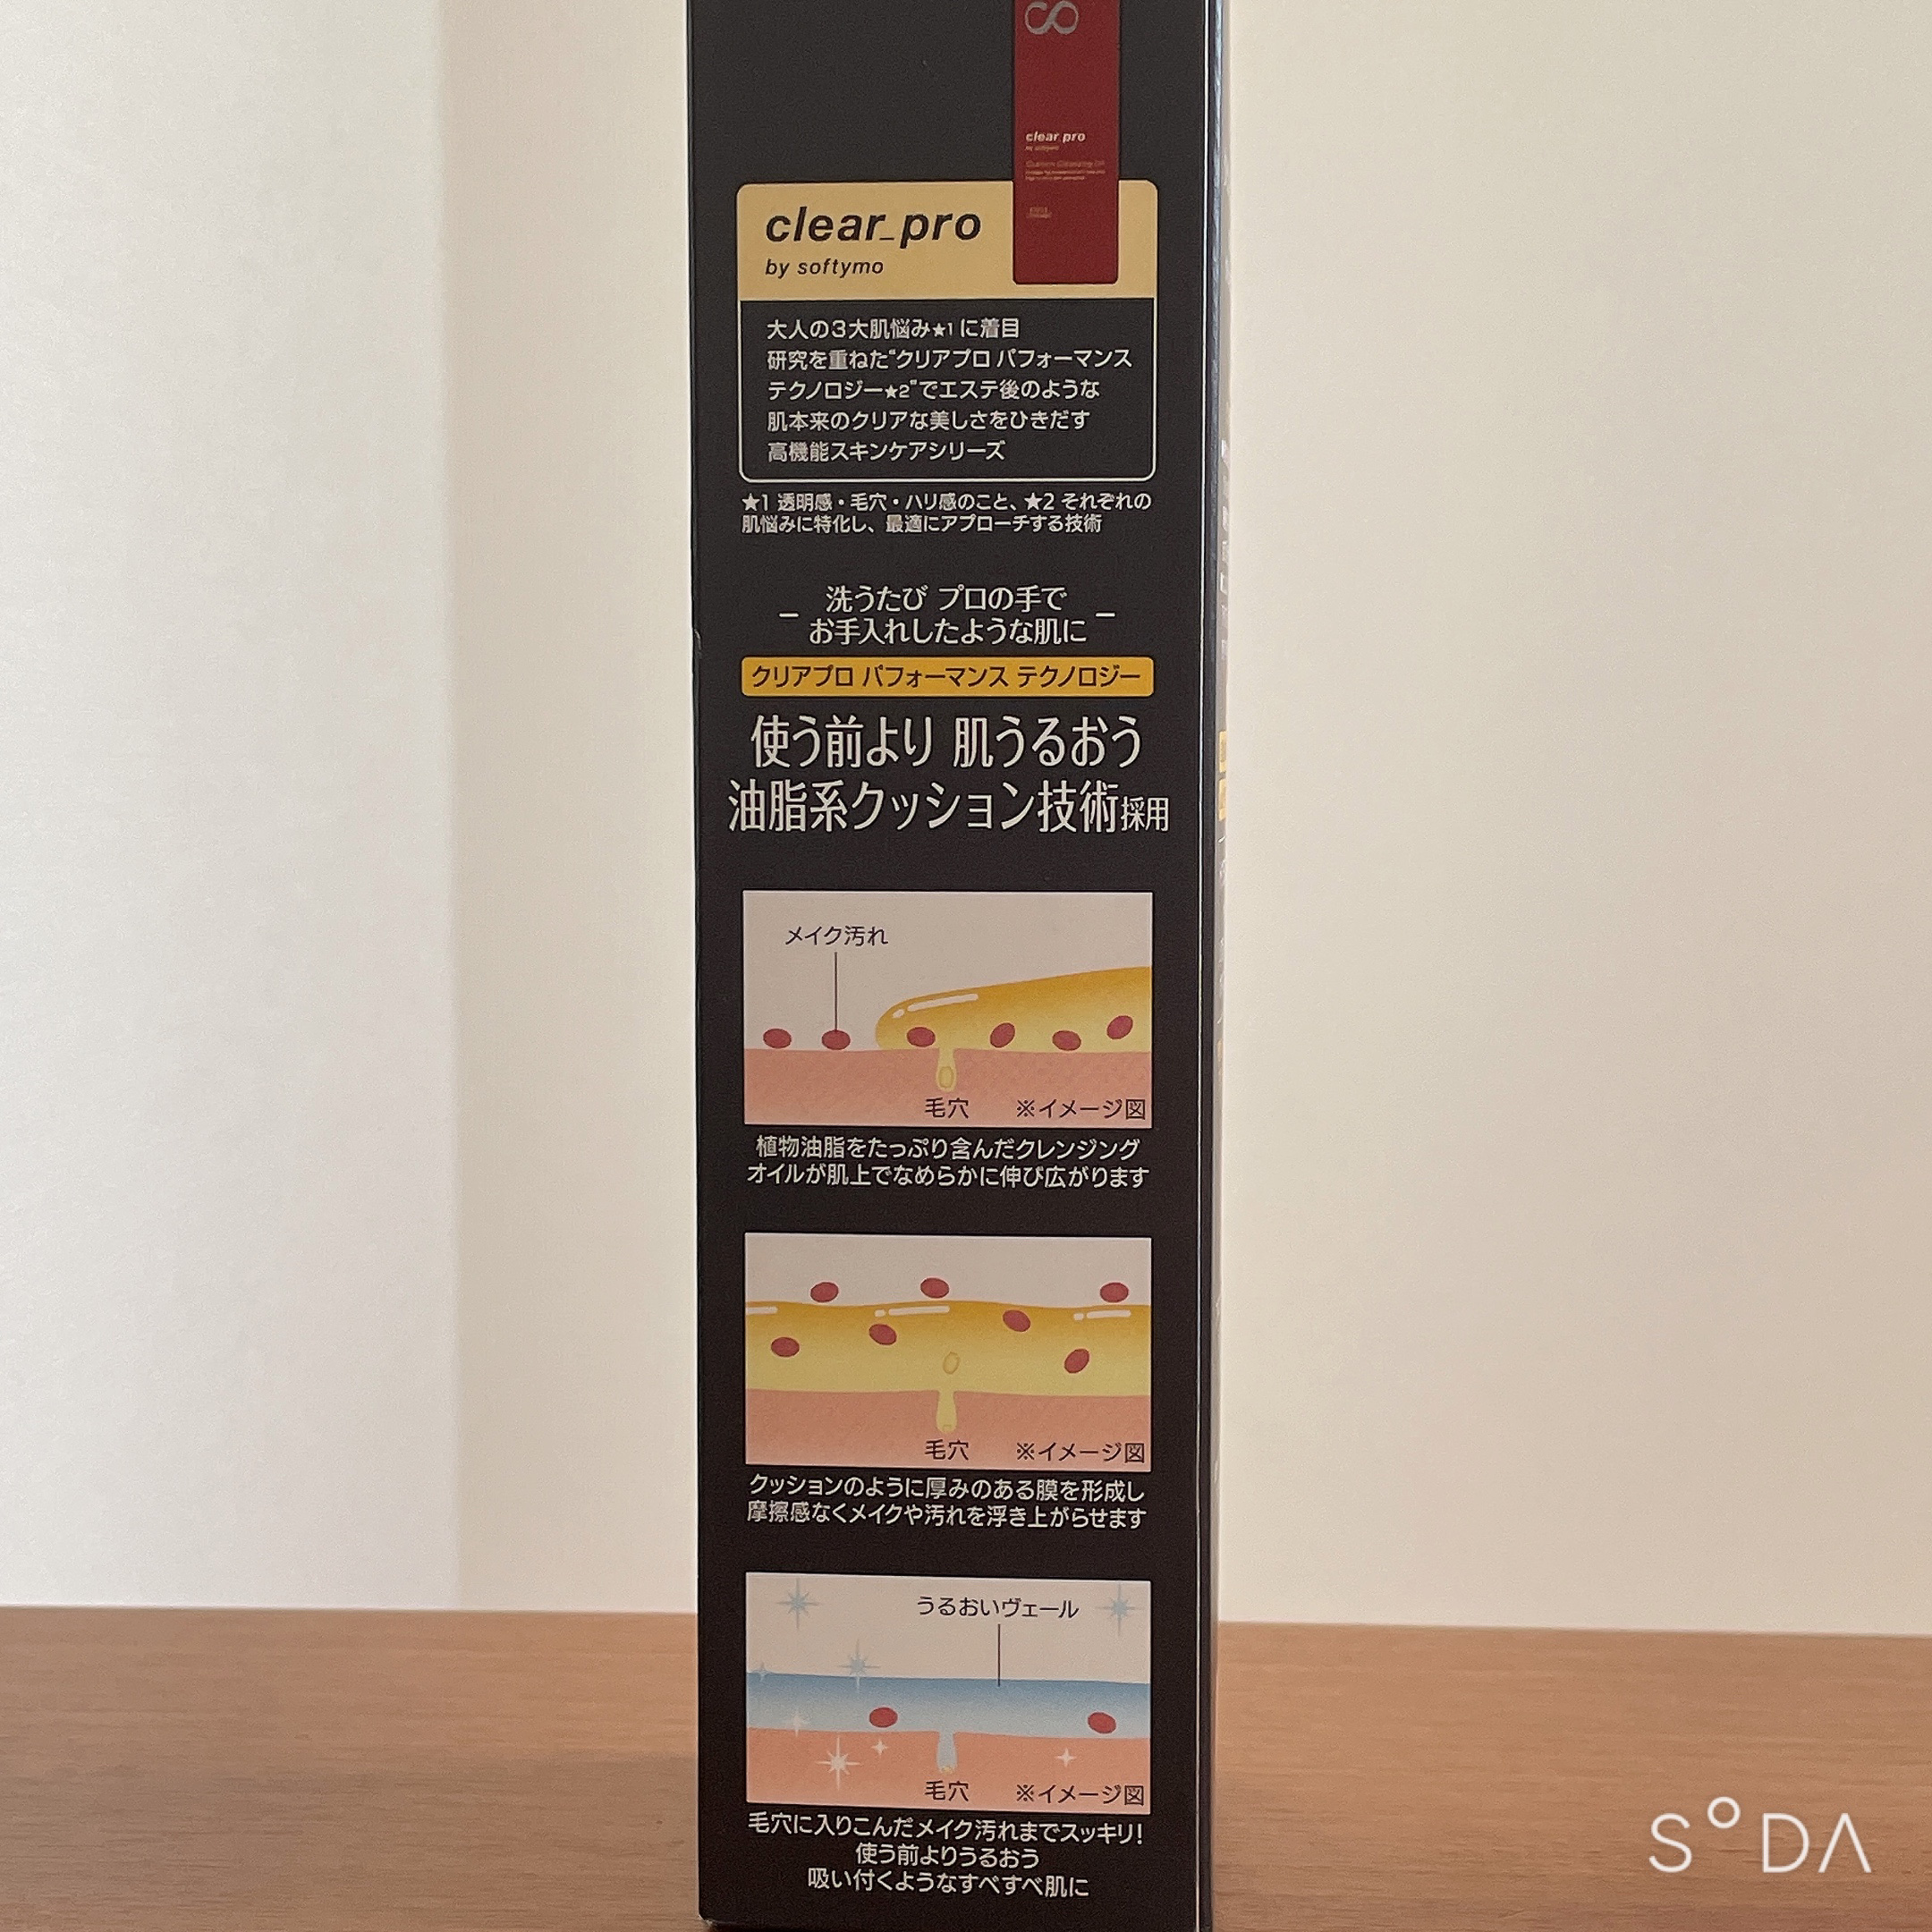 clear_pro
by softymo
clear_pro
by softymo
大人の3大肌悩み★1に着目
研究を重ねた“クリアプロ パフォーマンス
テクノロジー★2”でエステ後のような
肌本来のクリアな美しさをひきだす
高機能スキンケアシリーズ
★1 透明感・毛穴・ハリ感のこと、★2 それぞれの
肌悩みに特化し、最適にアプローチする技術
洗うたび プロの手で
お手入れしたような肌に
クリアプロ パフォーマンス テクノロジー
使う前より 肌うるおう
油脂系クッション技術採用
メイク汚れ
毛穴 ※イメージ図
植物油脂をたっぷり含んだクレンジング
オイルが肌上でなめらかに伸び広がります
毛穴 ※イメージ図
クッションのように厚みのある膜を形成し
摩擦感なくメイクや汚れを浮き上がらせます
うるおいヴェール
毛穴 ※イメージ図
毛穴に入りこんだメイク汚れまでスッキリ!
使う前よりうるおう
吸い付くようなすべすべ肌に
SODA